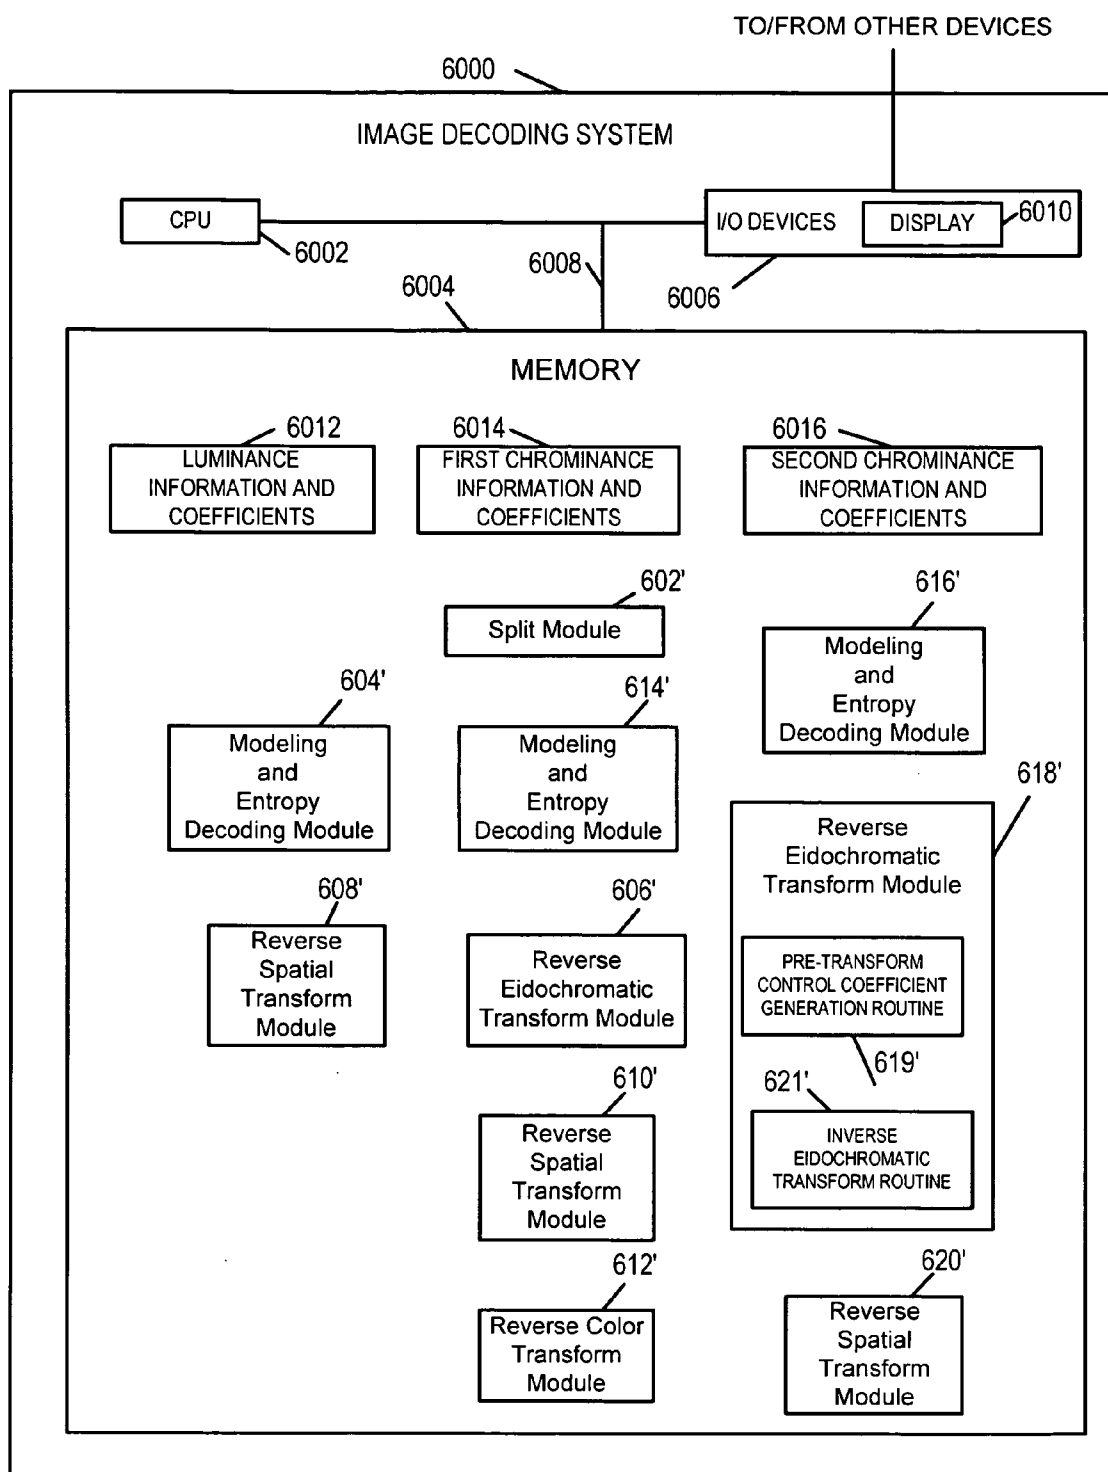 TO/FROM OTHER DEVICES
6000
IMAGE DECODING SYSTEM
CPU
6002
I/O DEVICES
DISPLAY
6010
6008
6006
6004
MEMORY
6012
LUMINANCE
INFORMATION AND
COEFFICIENTS
6014
FIRST CHROMINANCE
INFORMATION AND
COEFFICIENTS
6016
SECOND CHROMINANCE
INFORMATION AND
COEFFICIENTS
602'
Split Module
616'
Modeling
and
Entropy
Decoding Module
604'
Modeling
and
Entropy
Decoding Module
614'
Modeling
and
Entropy
Decoding Module
618'
Reverse
Eidochromatic
Transform Module
608'
Reverse
Spatial
Transform
Module
606'
Reverse
Eidochromatic
Transform Module
PRE-TRANSFORM
CONTROL COEFFICIENT
GENERATION ROUTINE
619'
621'
INVERSE
EIDOCHROMATIC
TRANSFORM ROUTINE
610'
Reverse
Spatial
Transform
Module
612'
Reverse Color
Transform
Module
620'
Reverse
Spatial
Transform
Module